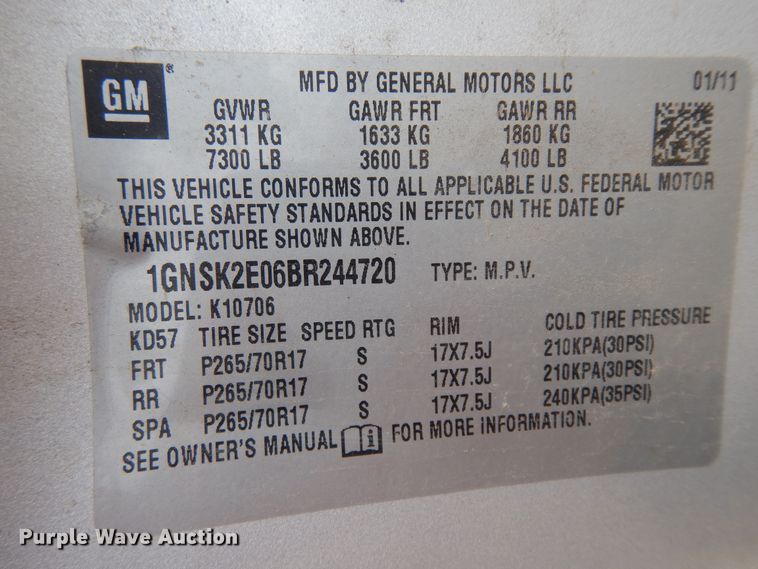 GM®
MFD BY GENERAL MOTORS LLC 01/11
GVWR GAWR FRT GAWR RR
3311 KG 1633 KG 1860 KG
7300 LB 3600 LB 4100 LB
THIS VEHICLE CONFORMS TO ALL APPLICABLE U.S. FEDERAL MOTOR
VEHICLE SAFETY STANDARDS IN EFFECT ON THE DATE OF
MANUFACTURE SHOWN ABOVE.
1GNSK2E06BR244720 TYPE: M.P.V.
MODEL: K10706
KD57 TIRE SIZE SPEED RTG RIM COLD TIRE PRESSURE
FRT P265/70R17 S 17X7.5J 210KPA(30PSI)
RR P265/70R17 S 17X7.5J 210KPA(30PSI)
SPA P265/70R17 S 17X7.5J 240KPA(35PSI)
SEE OWNER'S MANUAL i FOR MORE INFORMATION.
Purple Wave Auction